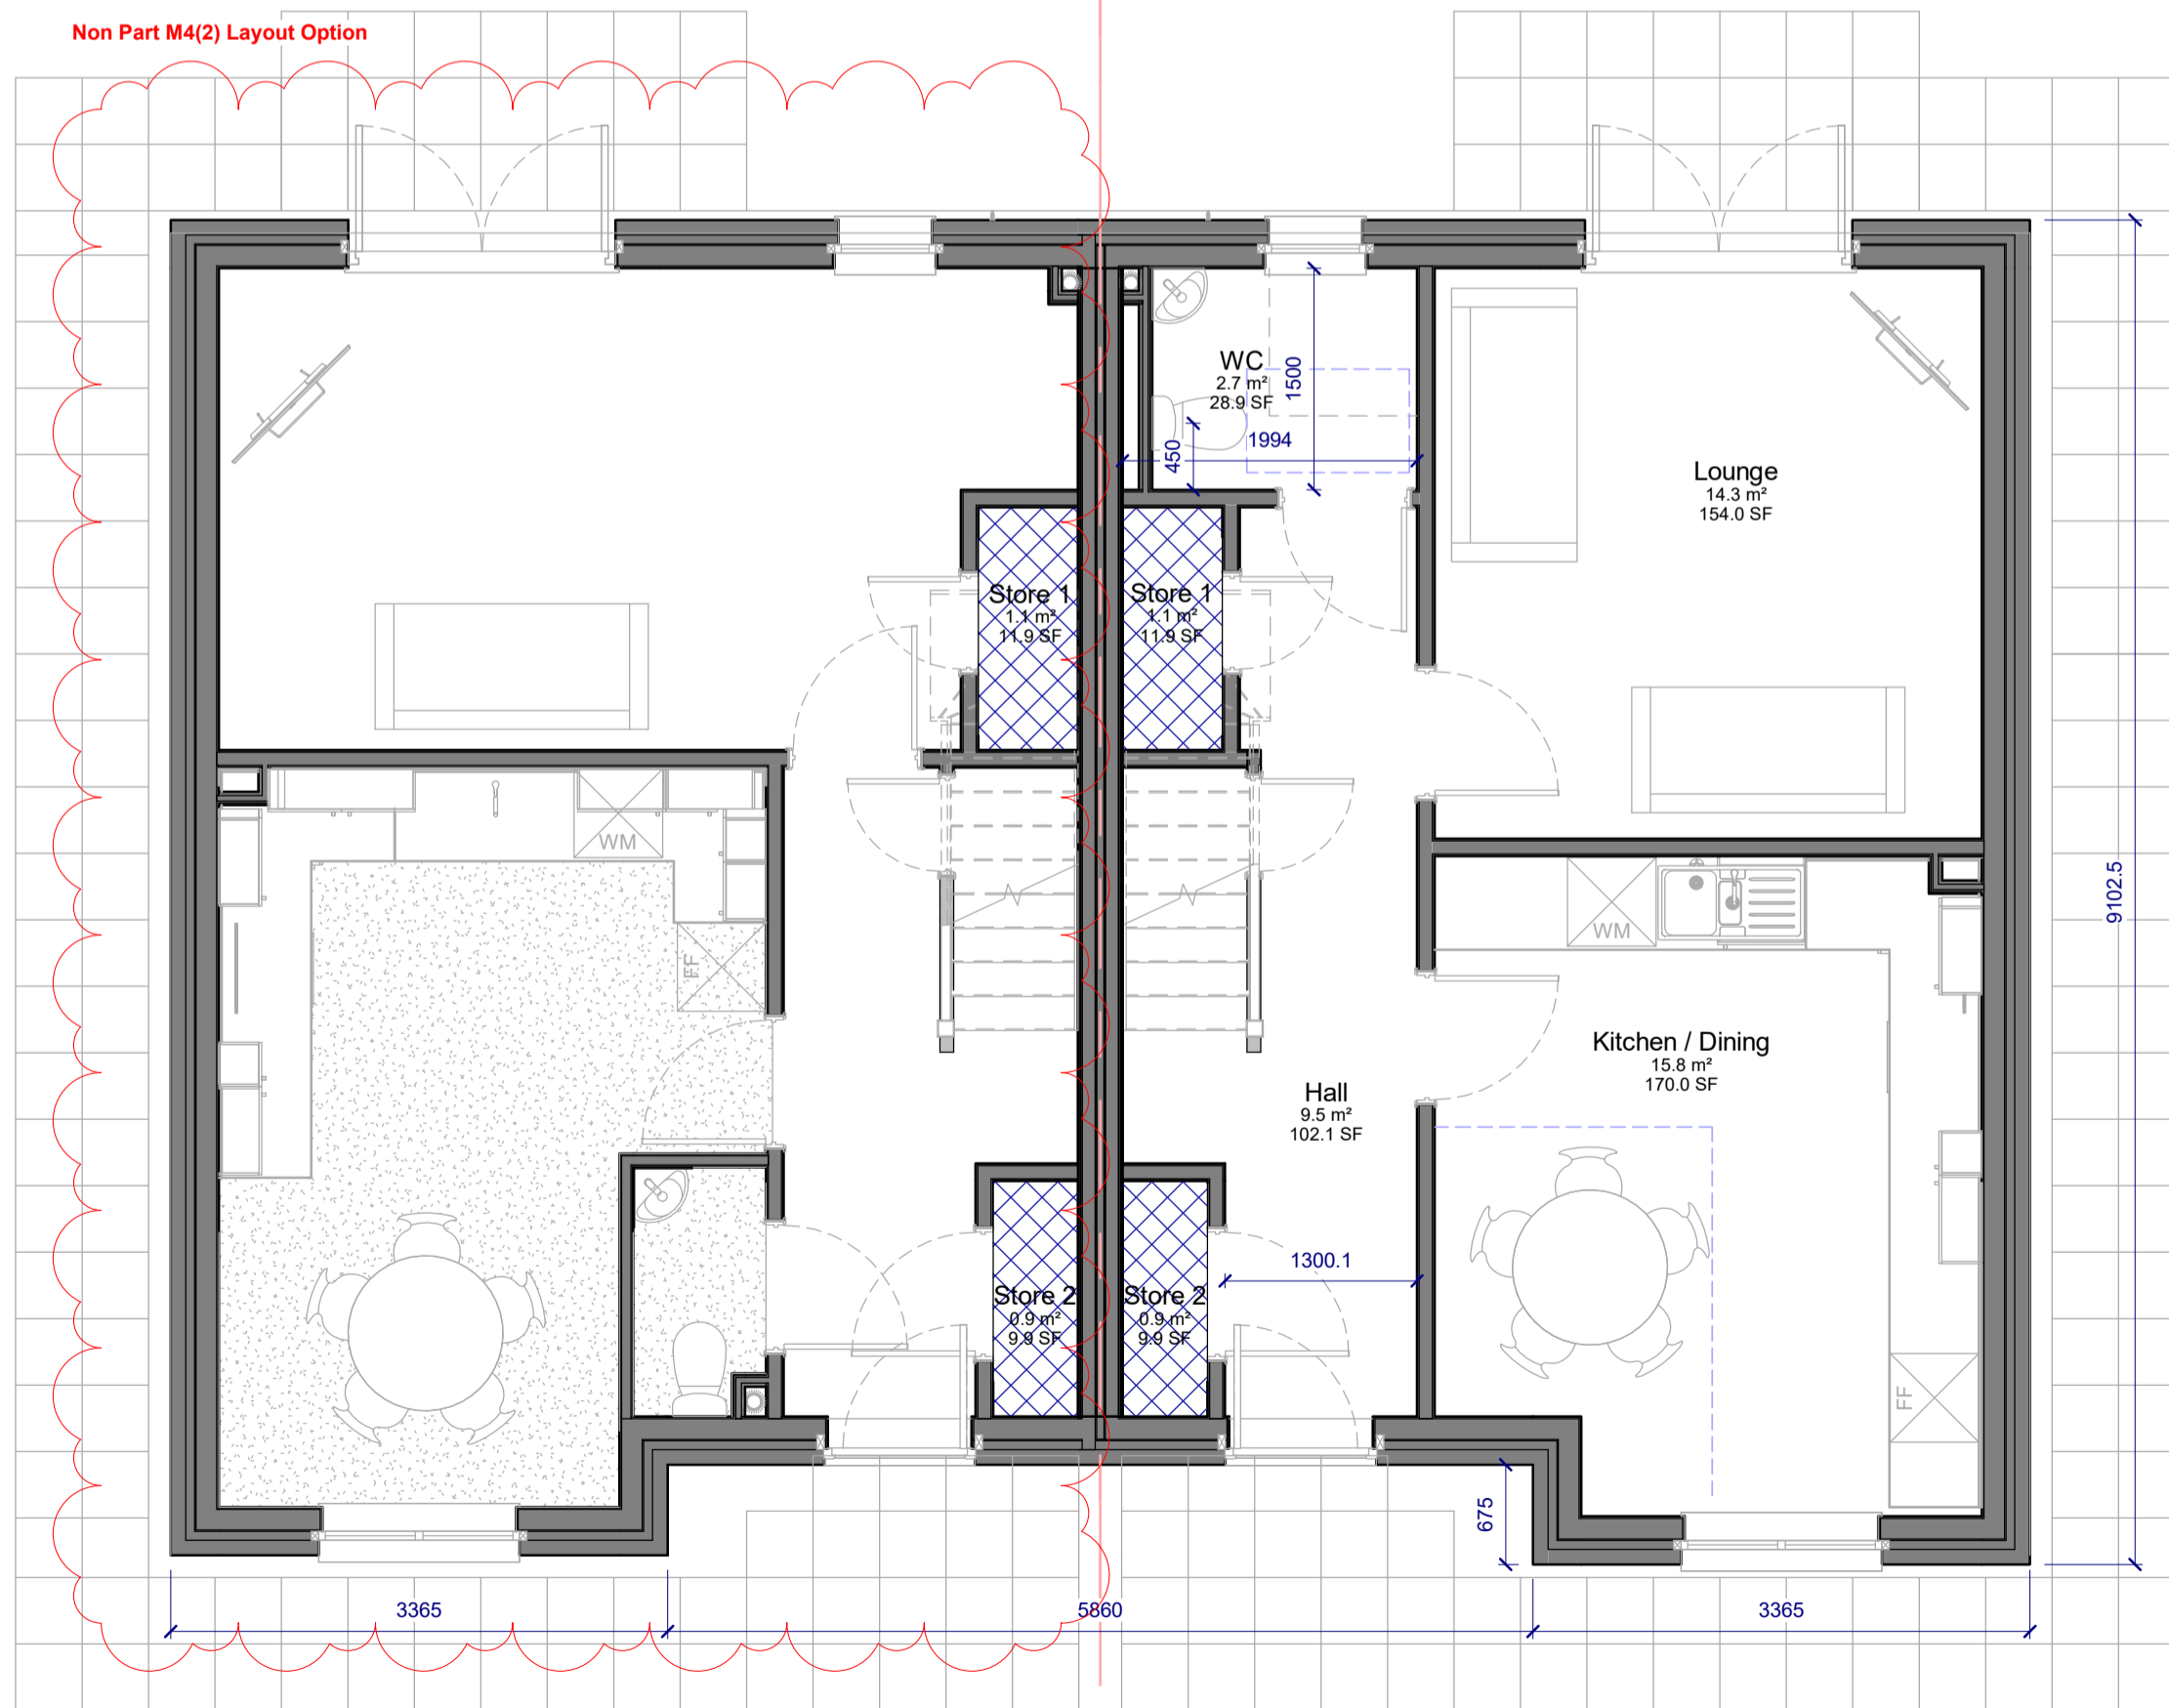 Non Part M4(2) Layout Option
WC
2.7 m²
28.9 SF
1500
1994
450
Lounge
14.3 m²
154.0 SF
Store 1
1.1 m²
11.9 SF
Store 1
1.1 m²
11.9 SF
WM
FF
WM
9102.5
Kitchen / Dining
15.8 m²
170.0 SF
Hall
9.5 m²
102.1 SF
1300.1
Store 2
0.9 m²
9.9 SF
Store 2
0.9 m²
9.9 SF
FF
675
3365
5860
3365